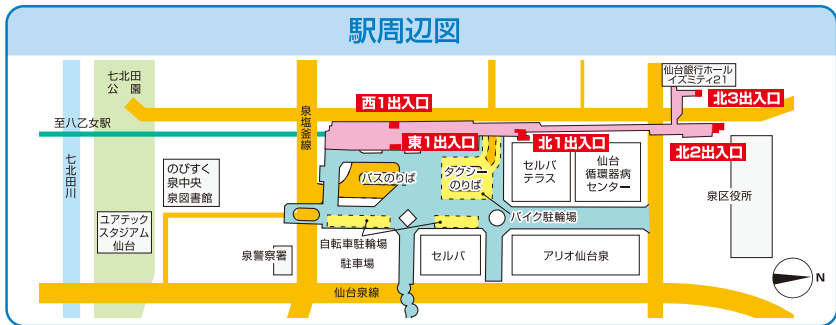 駅周辺図
七北田
公園
至八乙女駅
七北田川
泉塩釜線
西1出入口
東1出入口
北1出入口
北2出入口
北3出入口
仙台銀行ホール
イズミティ21
のびすく
泉中央
泉図書館
ユアテック
スタジアム
仙台
バスのりば
タクシー
のりば
セルバ
テラス
仙台
循環器病
センター
泉区役所
バイク駐輪場
自転車駐輪場
駐車場
泉警察署
セルバ
アリオ仙台泉
仙台泉線
N